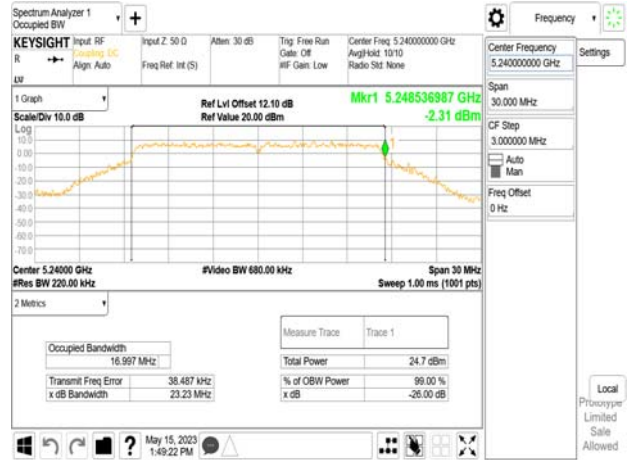 Spectrum Analyzer 1
Occupied BW
Frequency
KEYSIGHT
R
LXI
Input: RF
Coupling: DC
Align: Auto
Input Z: 50 Ω
Freq Ref: Int (S)
Atten: 30 dB
Trig: Free Run
Gate: Off
#IF Gain: Low
Center Freq: 5.240000000 GHz
Avg|Hold: 10/10
Radio Std: None
Center Frequency
5.240000000 GHz
Settings
Span
30.000 MHz
CF Step
3.000000 MHz
Auto
Man
Freq Offset
0 Hz
1 Graph
Scale/Div 10.0 dB
Ref Lvl Offset 12.10 dB
Ref Value 20.00 dBm
Mkr1 5.248536987 GHz
-2.31 dBm
Log
10.0
0.00
-10.0
-20.0
-30.0
-40.0
-50.0
-60.0
-70.0
Center 5.24000 GHz
#Res BW 220.00 kHz
#Video BW 680.00 kHz
Span 30 MHz
Sweep 1.00 ms (1001 pts)
2 Metrics
Measure Trace Trace 1
Occupied Bandwidth
16.997 MHz
Total Power 24.7 dBm
Transmit Freq Error 38.487 kHz
% of OBW Power 99.00 %
x dB Bandwidth 23.23 MHz
x dB -26.00 dB
Local
Prototype
Limited
Sale
Allowed
May 15, 2023
1:49:22 PM